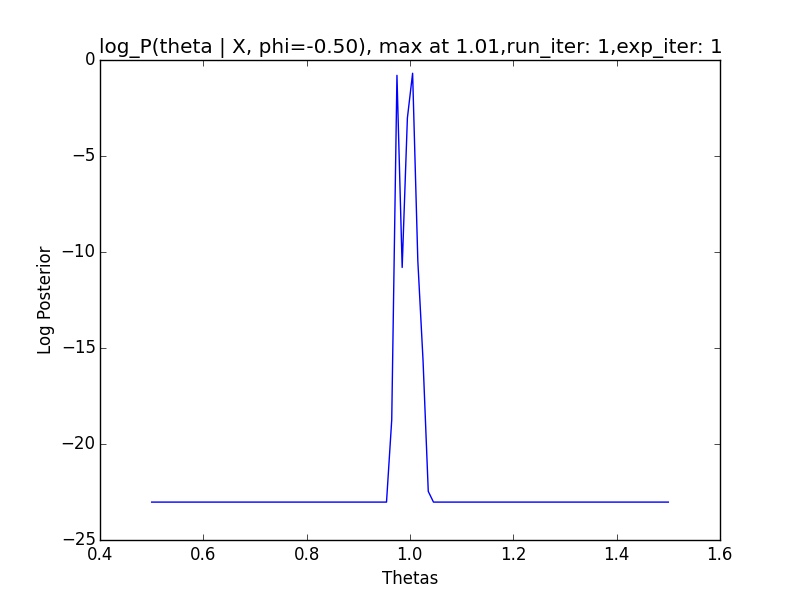 log_P(theta | X, phi=-0.50), max at 1.01,run_iter: 1,exp_iter: 1
0
−5
−10
−15
−20
−25
Log Posterior
0.4 0.6 0.8 1.0 1.2 1.4 1.6
Thetas